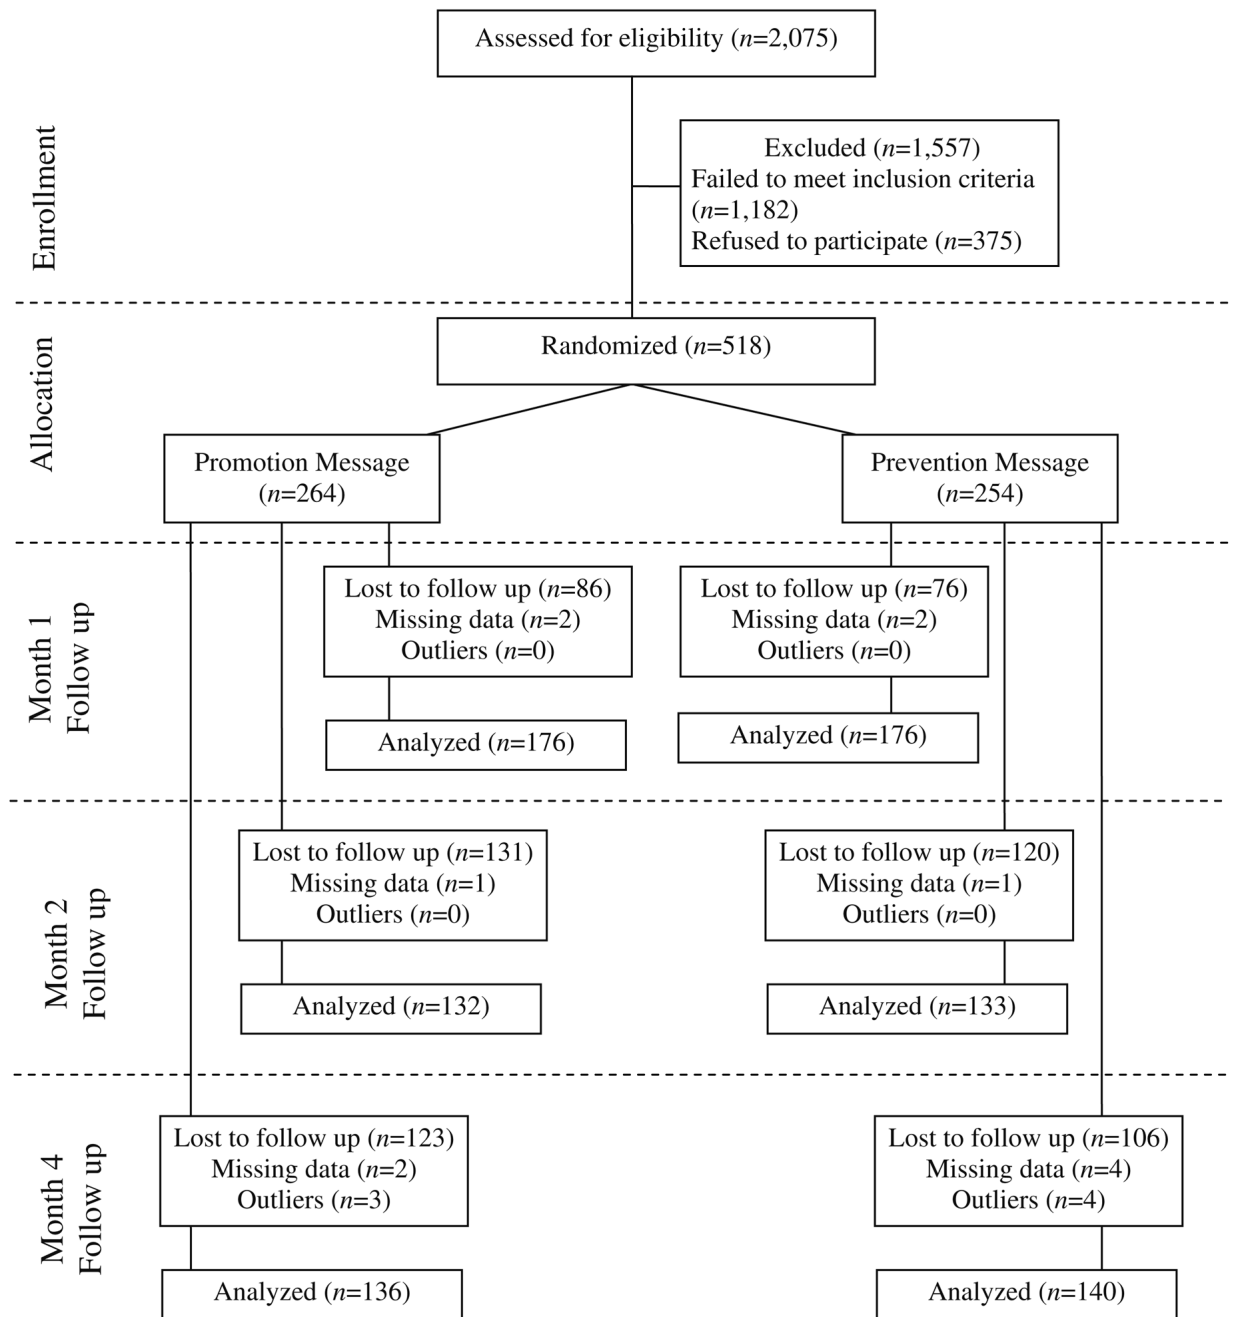 Assessed for eligibility (n=2,075)
Enrollment
Excluded (n=1,557)
Failed to meet inclusion criteria
(n=1,182)
Refused to participate (n=375)
Allocation
Randomized (n=518)
Promotion Message
(n=264)
Prevention Message
(n=254)
Month 1
Follow up
Lost to follow up (n=86)
Missing data (n=2)
Outliers (n=0)
Analyzed (n=176)
Lost to follow up (n=76)
Missing data (n=2)
Outliers (n=0)
Analyzed (n=176)
Month 2
Follow up
Lost to follow up (n=131)
Missing data (n=1)
Outliers (n=0)
Analyzed (n=132)
Lost to follow up (n=120)
Missing data (n=1)
Outliers (n=0)
Analyzed (n=133)
Month 4
Follow up
Lost to follow up (n=123)
Missing data (n=2)
Outliers (n=3)
Analyzed (n=136)
Lost to follow up (n=106)
Missing data (n=4)
Outliers (n=4)
Analyzed (n=140)